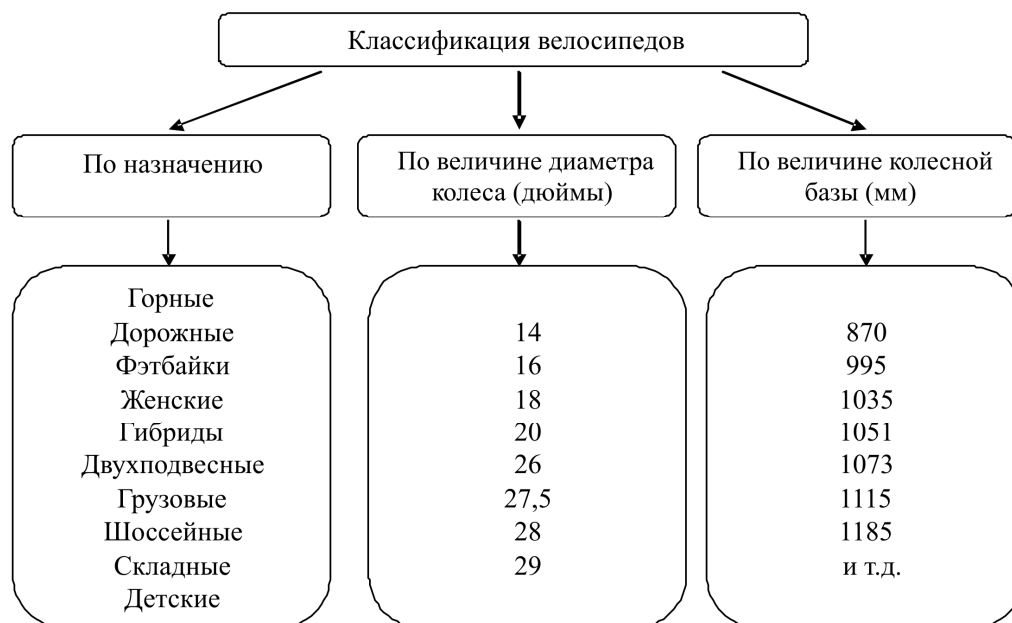 Классификация велосипедов
По назначению
По величине диаметра
колеса (дюймы)
По величине колесной
базы (мм)
Горные
Дорожные
Фэтбайки
Женские
Гибриды
Двухподвесные
Грузовые
Шоссейные
Складные
Детские
14
16
18
20
26
27,5
28
29
870
995
1035
1051
1073
1115
1185
и т.д.